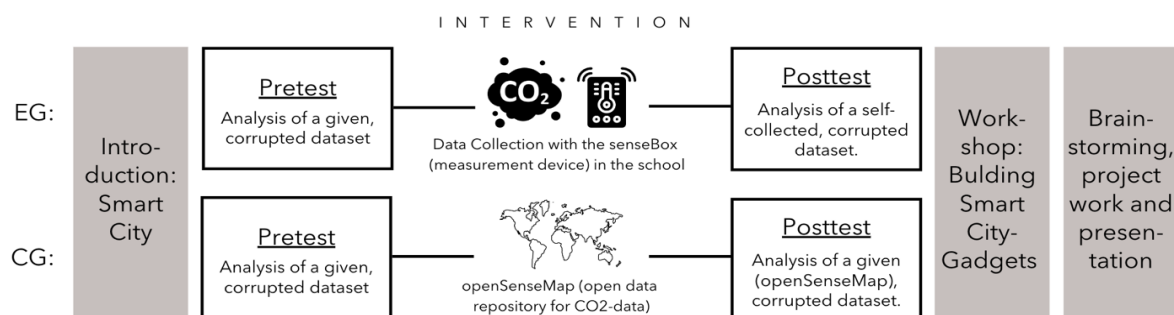 INTERVENTION
EG:
Intro-
duction:
Smart
City
Pretest
Analysis of a given,
corrupted dataset
CO2
Data Collection with the senseBox
(measurement device) in the school
Posttest
Analysis of a self-
collected, corrupted
dataset.
Work-
shop:
Bulding
Smart
City-
Gadgets
Brain-
storming,
project
work and
presen-
tation
CG:
Pretest
Analysis of a given,
corrupted dataset
openSenseMap (open data
repository for CO2-data)
Posttest
Analysis of a given
(openSenseMap),
corrupted dataset.